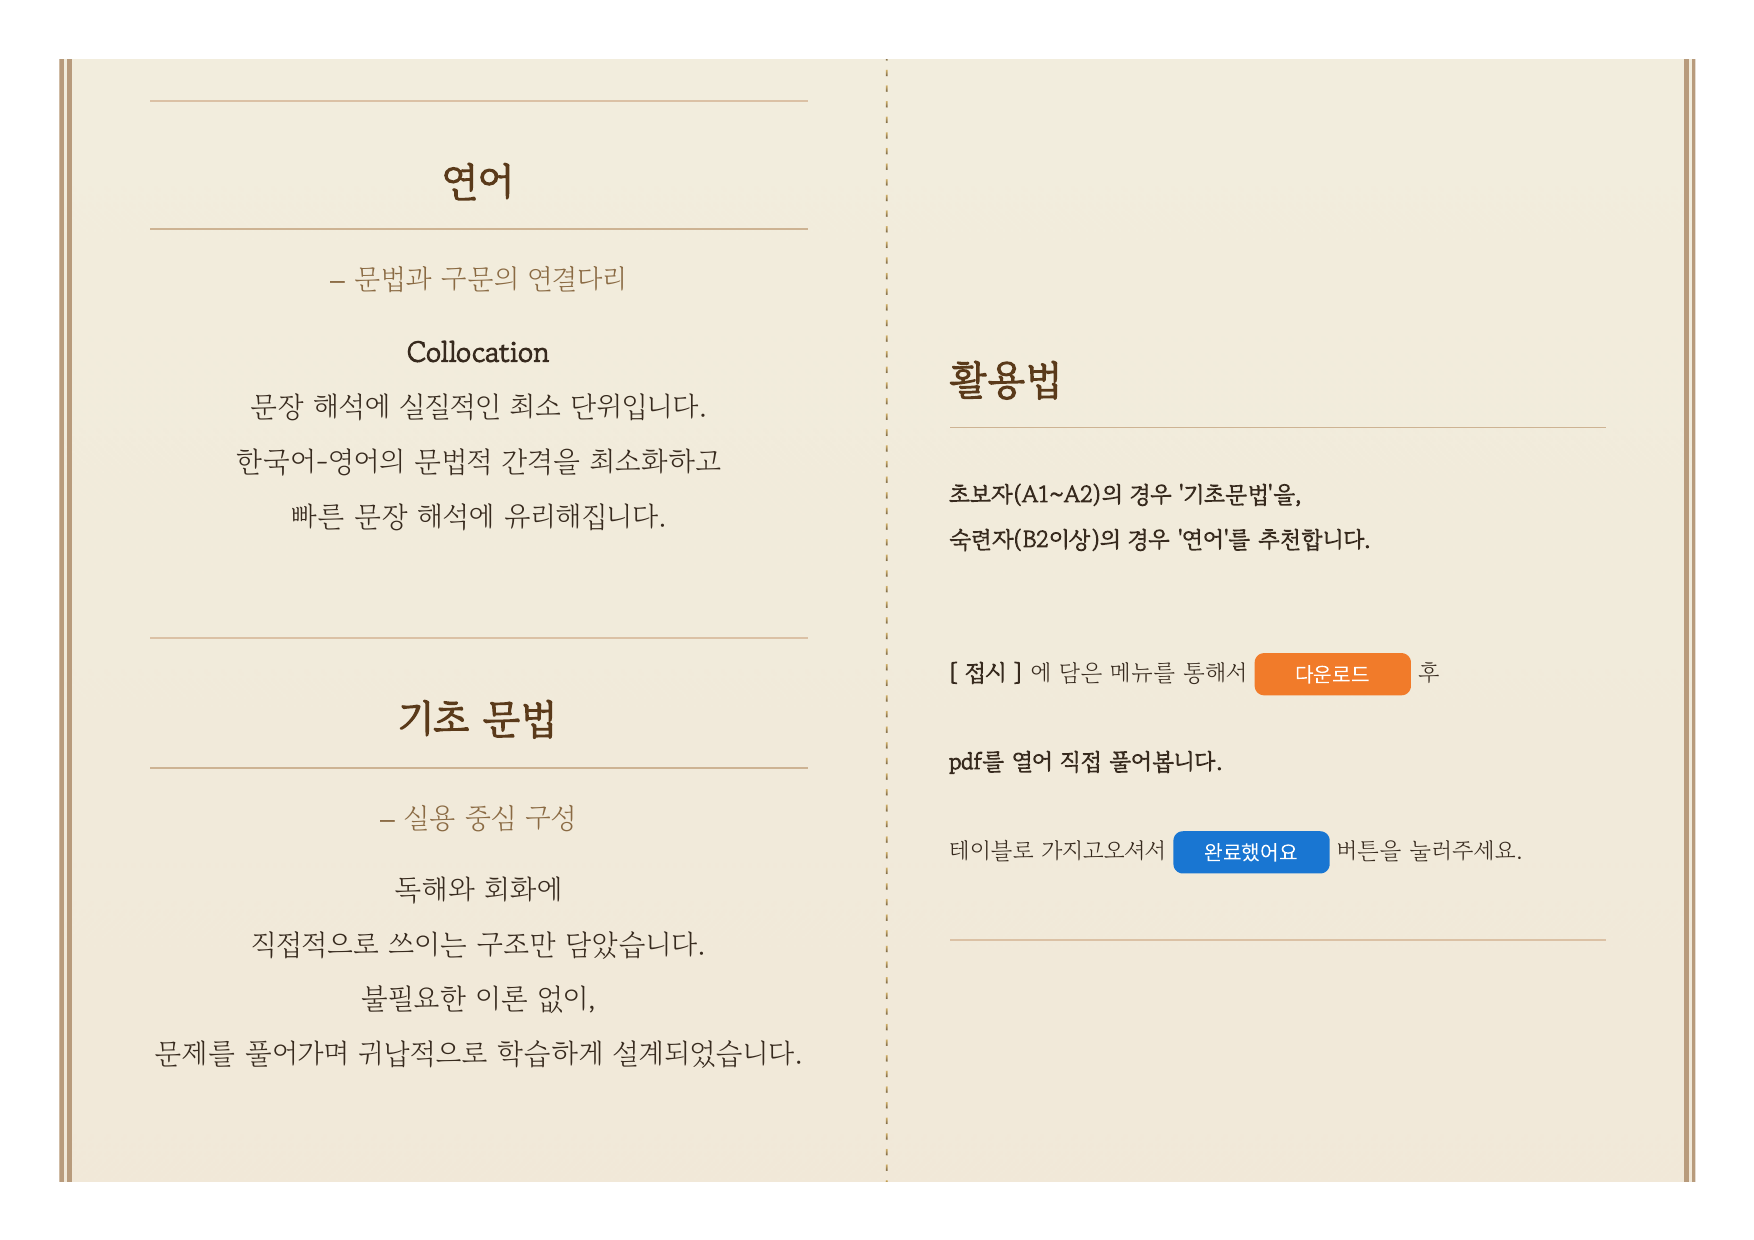 연어
– 문법과 구문의 연결다리
Collocation
문장 해석에 실질적인 최소 단위입니다.
한국어-영어의 문법적 간격을 최소화하고
빠른 문장 해석에 유리해집니다.
기초 문법
– 실용 중심 구성
독해와 회화에
직접적으로 쓰이는 구조만 담았습니다.
불필요한 이론 없이,
문제를 풀어가며 귀납적으로 학습하게 설계되었습니다.
활용법
초보자(A1~A2)의 경우 '기초문법'을,
숙련자(B2이상)의 경우 '연어'를 추천합니다.
[ 접시 ] 에 담은 메뉴를 통해서 다운로드 후
pdf를 열어 직접 풀어봅니다.
테이블로 가지고오셔서 완료했어요 버튼을 눌러주세요.